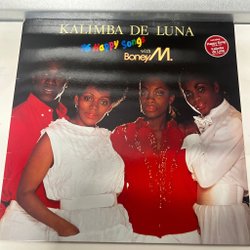 KALIMBA DE LUNA
16 Happy Songs
with
Boney M.